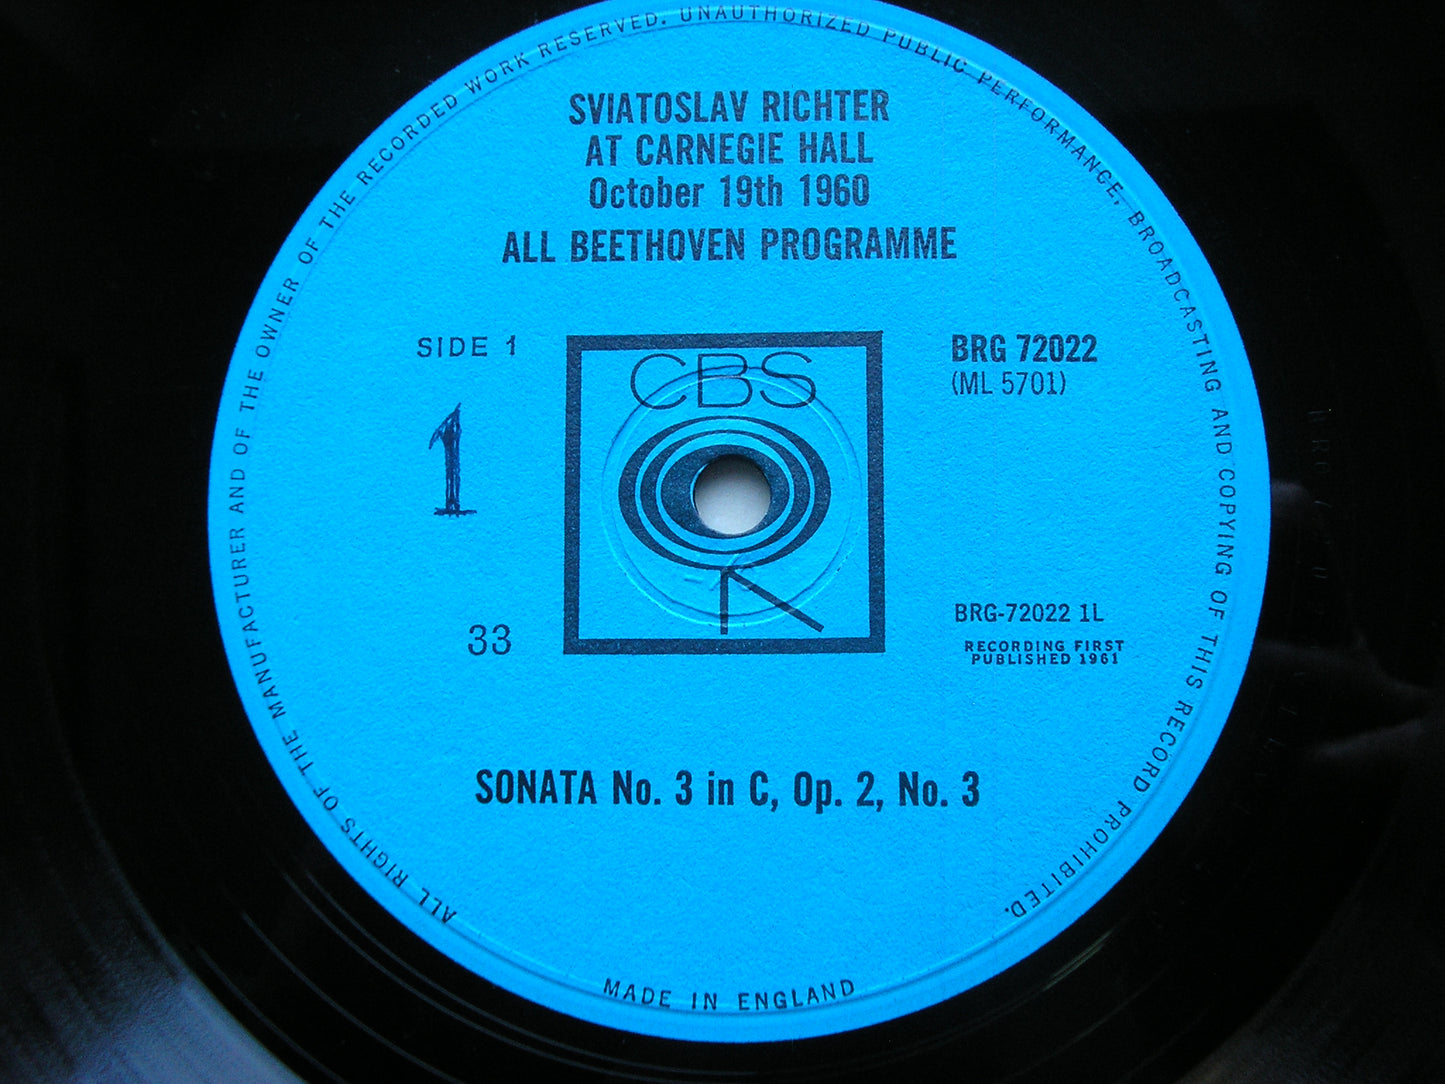 ALL RIGHTS OF THE MANUFACTURER AND OF THE OWNER OF THE RECORDED WORK RESERVED. UNAUTHORIZED PUBLIC PERFORMANCE, BROADCASTING AND COPYING OF THIS RECORD PROHIBITED.
SVIATOSLAV RICHTER
AT CARNEGIE HALL
October 19th 1960
ALL BEETHOVEN PROGRAMME
SIDE 1
CBS
BRG 72022
(ML 5701)
1
33
BRG-72022 1L
RECORDING FIRST
PUBLISHED 1961
SONATA No. 3 in C, Op. 2, No. 3
MADE IN ENGLAND